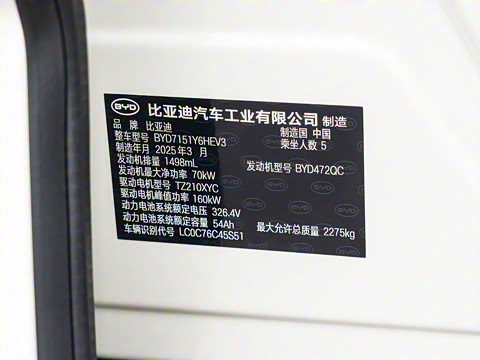 BYD 比亚迪汽车工业有限公司 制造
品 牌 比亚迪 制造国 中国
整车型号 BYD7151Y6HEV3 乘坐人数 5
制造年月 2025年3 月
发动机排量 1498mL 发动机型号 BYD472QC
发动机最大净功率 70kW
驱动电机型号 TZ210XYC
驱动电机峰值功率 160kW
动力电池系统额定电压 326.4V
动力电池系统额定容量 54Ah 最大允许总质量 2275kg
车辆识别代号 LC0C76C45S51